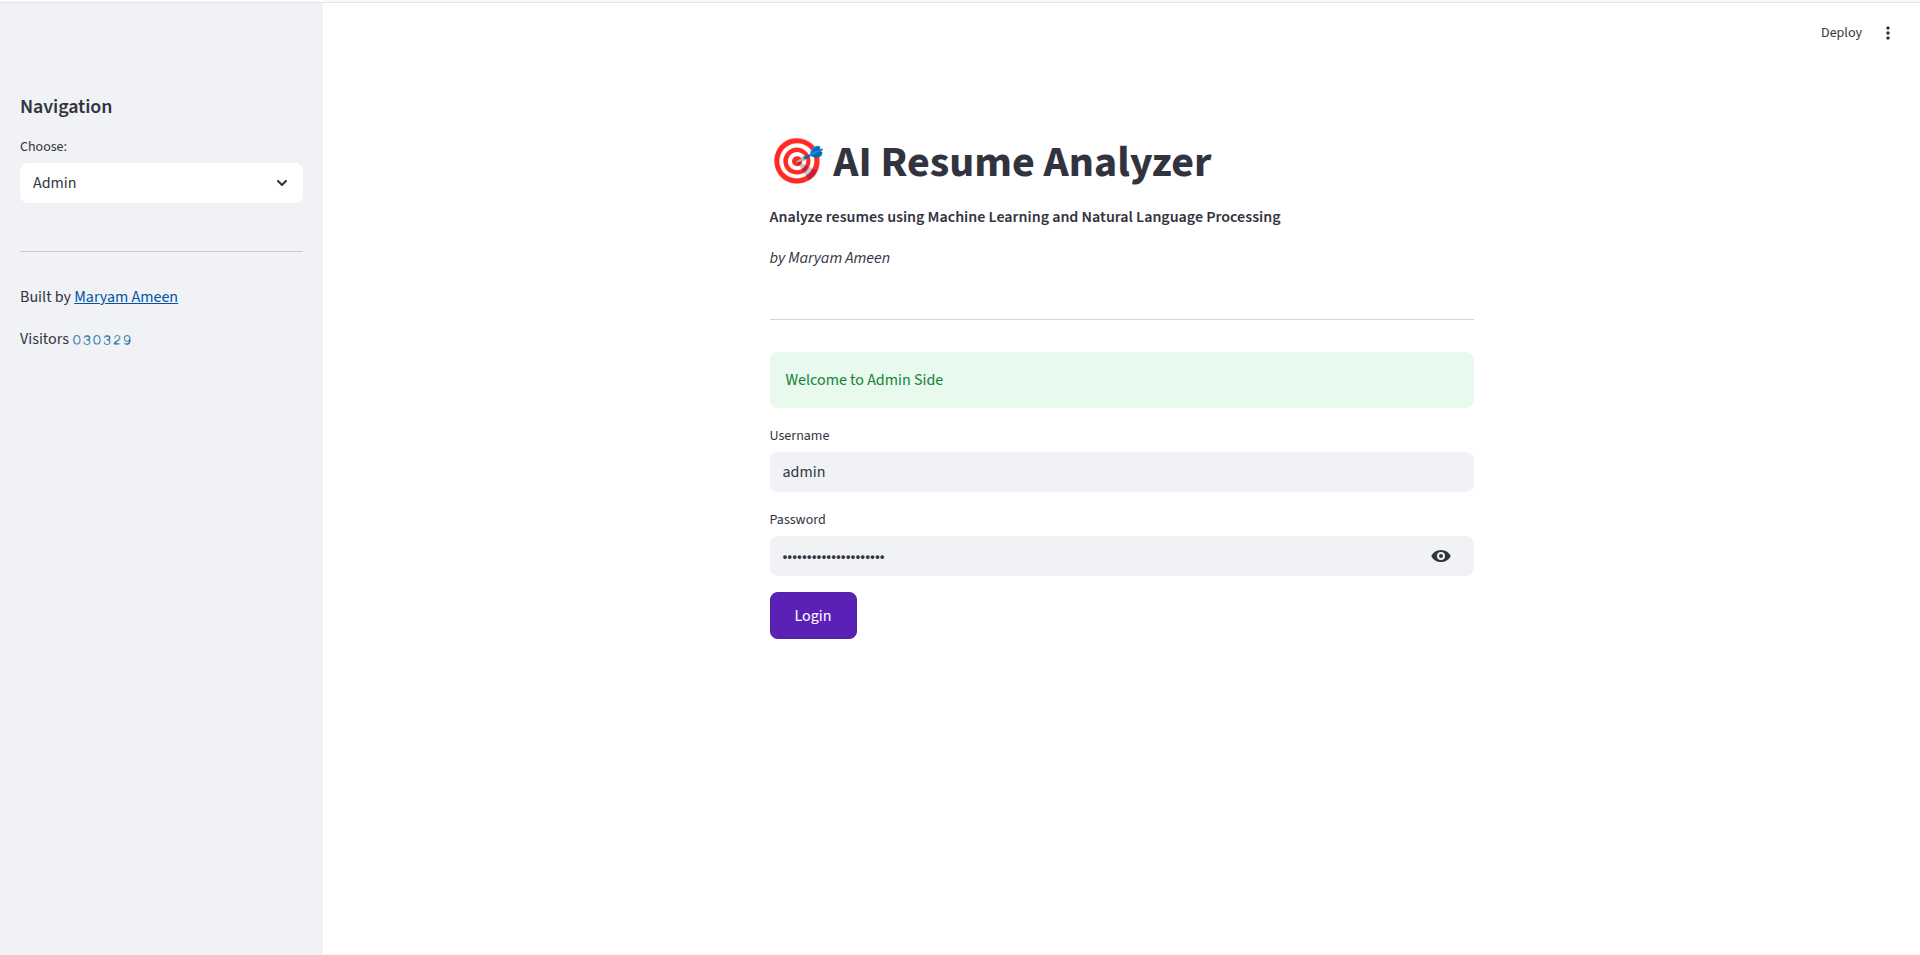 Deploy
Navigation
Choose:
Admin
Built by Maryam Ameen
Visitors 030329
🎯 AI Resume Analyzer
Analyze resumes using Machine Learning and Natural Language Processing
by Maryam Ameen
Welcome to Admin Side
Username
admin
Password
•••••••••••••••••••••
Login